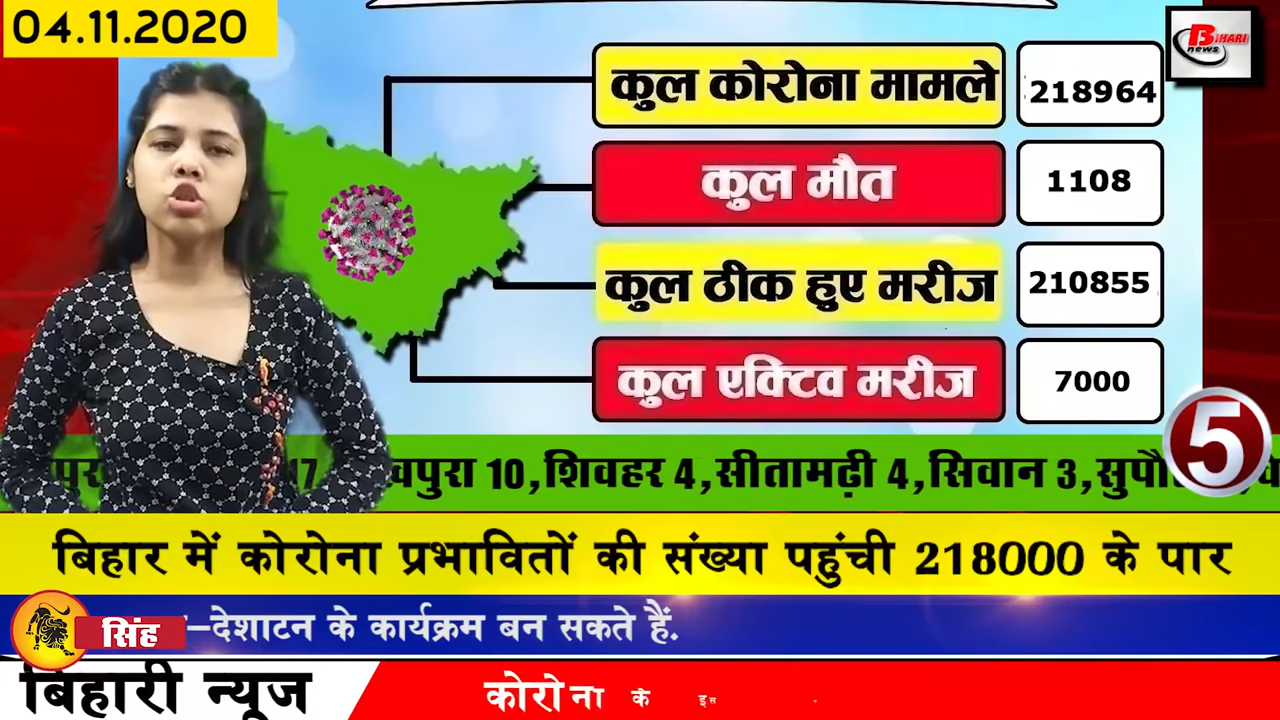 04.11.2020
BIHARI
news
कुल कोरोना मामले 218964
कुल मौत 1108
कुल ठीक हुए मरीज 210855
कुल एक्टिव मरीज 7000
5
10,शिवहर 4,सीतामढ़ी 4,सिवान 3,
बिहार में कोरोना प्रभावितों की संख्या पहुंची 218000 के पार
सिंह -देशाटन के कार्यक्रम बन सकते हैं.
बिहारी न्यूज कोरोना के इस